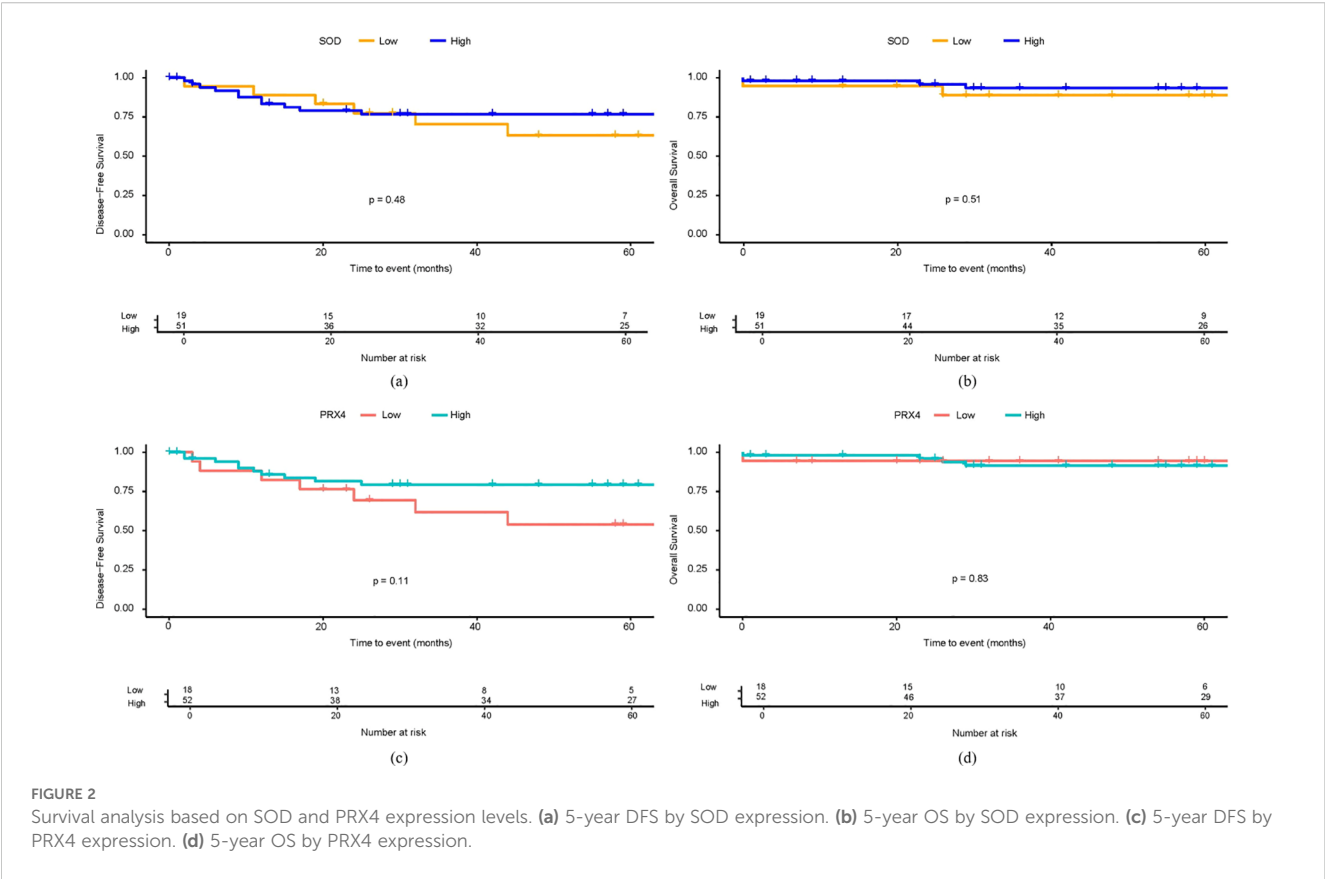 SOD Low High
SOD Low High
1.00
0.75
0.50
0.25
0.00
Disease-Free Survival
p = 0.48
0 20 40 60
Time to event (months)
1.00
0.75
0.50
0.25
0.00
Overall Survival
p = 0.51
0 20 40 60
Time to event (months)
Low 19 15 10 7
High 51 36 32 25
0 20 40 60
Number at risk
(a)
Low 19 17 12 9
High 51 44 35 26
0 20 40 60
Number at risk
(b)
PRX4 Low High
PRX4 Low High
1.00
0.75
0.50
0.25
0.00
Disease-Free Survival
p = 0.11
0 20 40 60
Time to event (months)
1.00
0.75
0.50
0.25
0.00
Overall Survival
p = 0.83
0 20 40 60
Time to event (months)
Low 18 13 8 5
High 52 38 34 27
0 20 40 60
Number at risk
(c)
Low 18 15 10 6
High 52 46 37 29
0 20 40 60
Number at risk
(d)
FIGURE 2
Survival analysis based on SOD and PRX4 expression levels. (a) 5-year DFS by SOD expression. (b) 5-year OS by SOD expression. (c) 5-year DFS by
PRX4 expression. (d) 5-year OS by PRX4 expression.